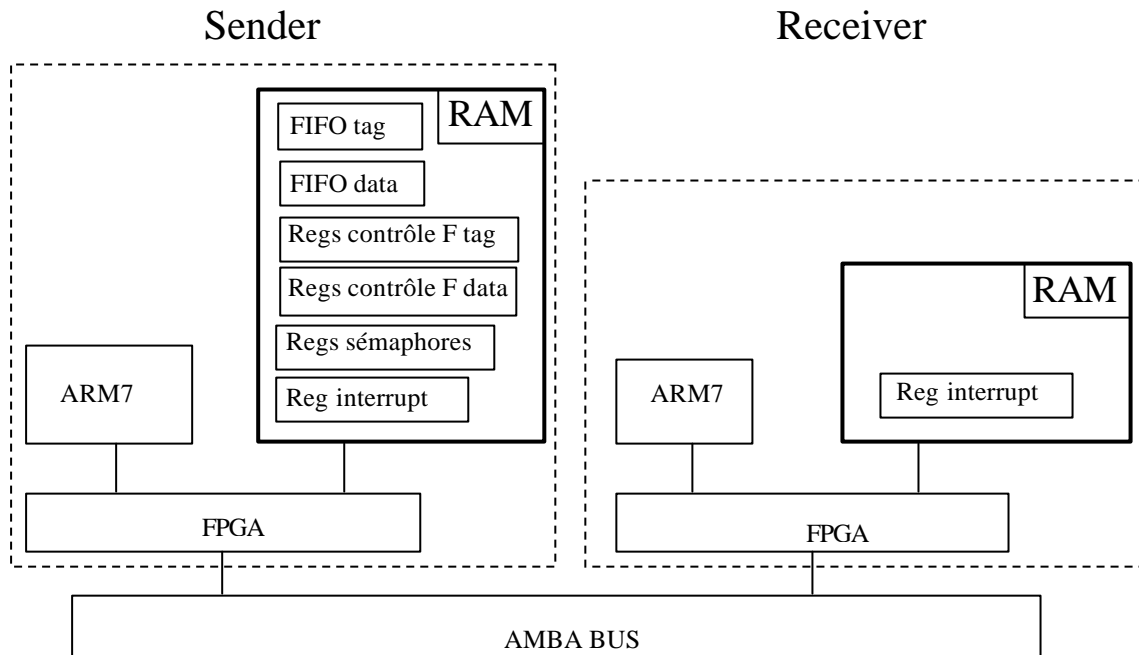 Sender
RAM
FIFO tag
FIFO data
Regs contrôle F tag
Regs contrôle F data
Regs sémaphores
Reg interrupt
ARM7
FPGA
Receiver
RAM
Reg interrupt
ARM7
FPGA
AMBA BUS